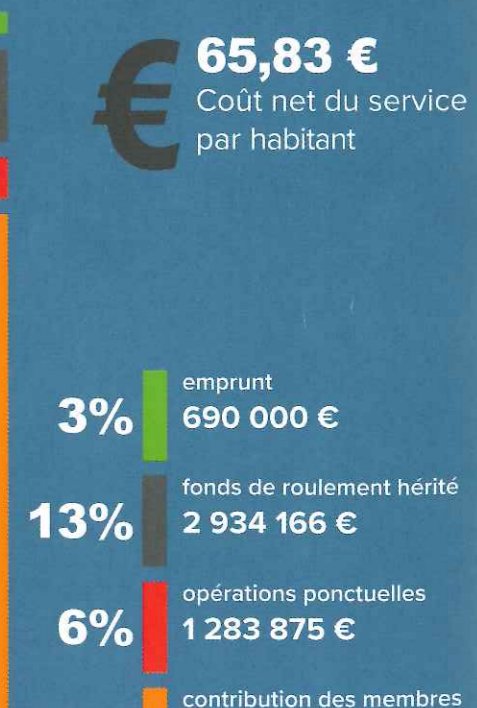 €
65,83 €
Coût net du service
par habitant
3%
emprunt
690 000 €
13%
fonds de roulement hérité
2 934 166 €
6%
opérations ponctuelles
1 283 875 €
contribution des membres